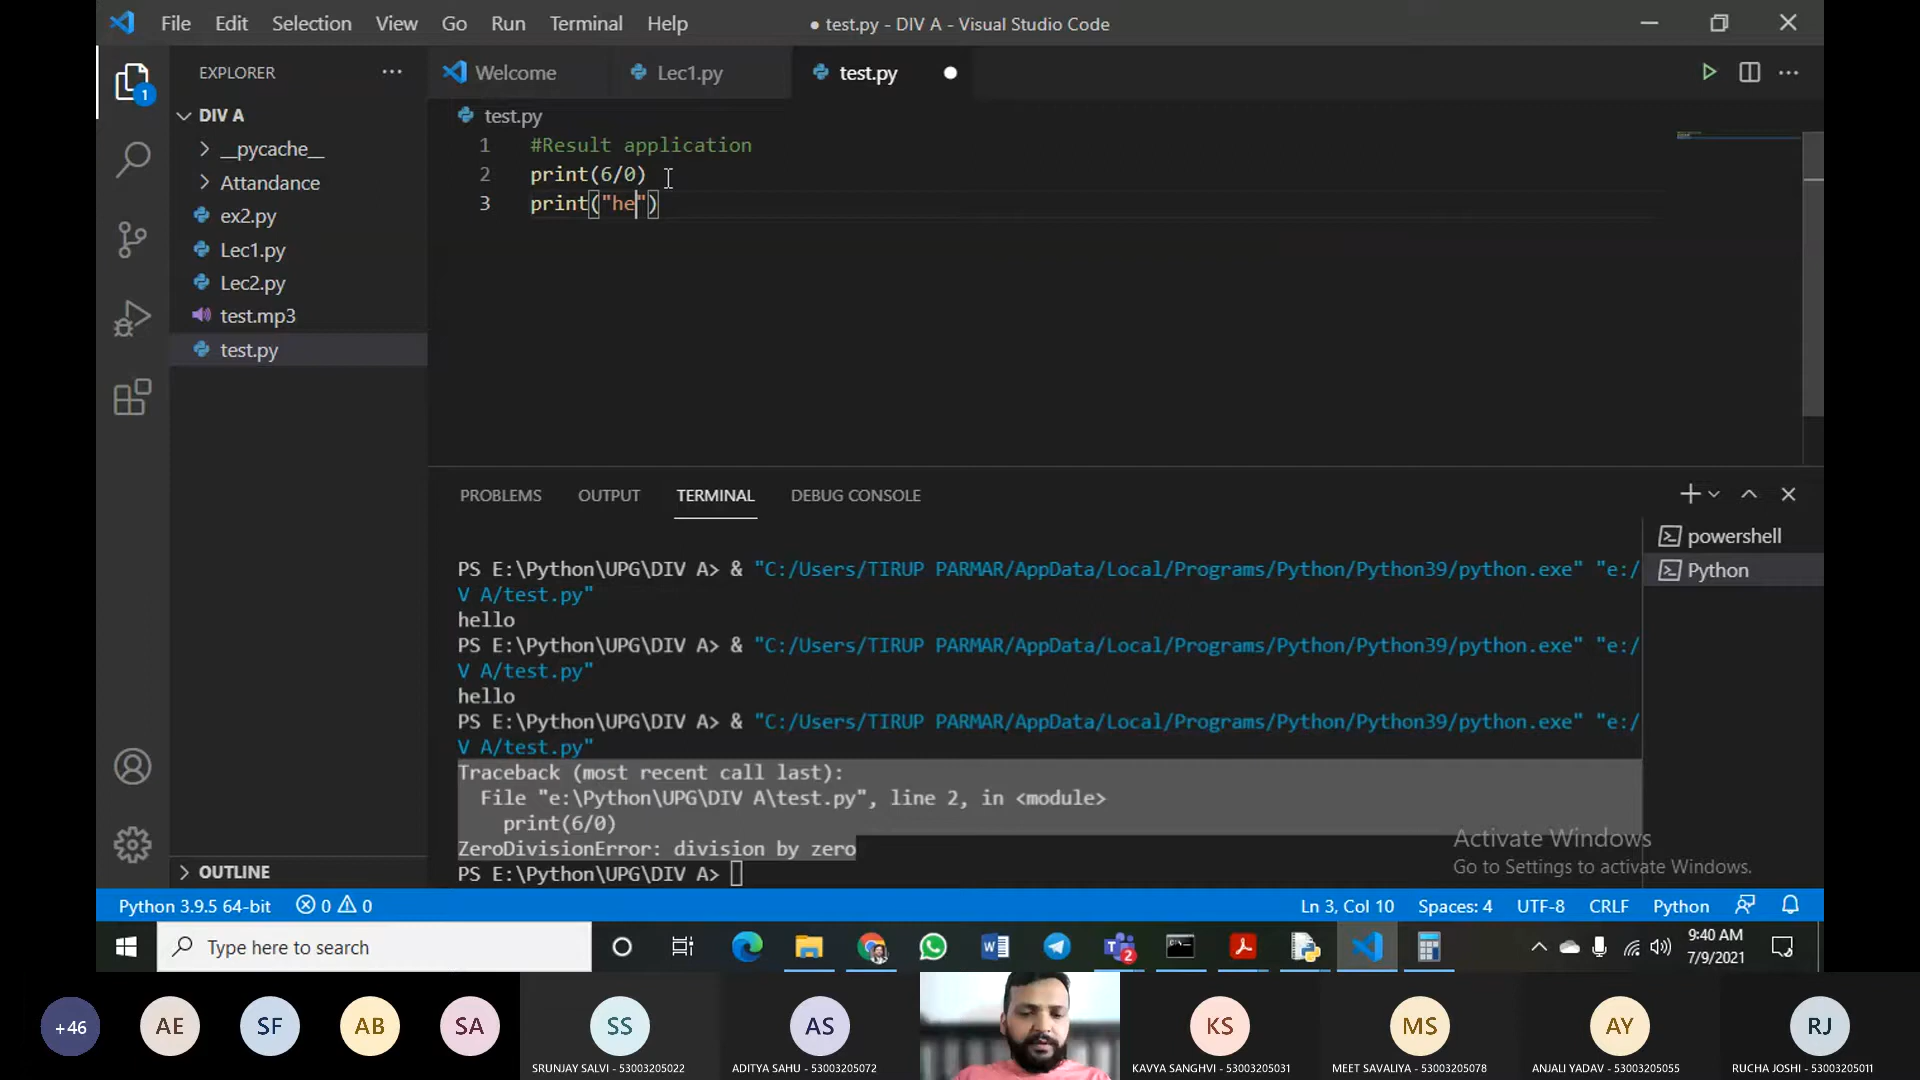 File Edit Selection View Go Run Terminal Help
● test.py - DIV A - Visual Studio Code
EXPLORER
Welcome Lec1.py test.py
1
DIV A
__pycache__
Attandance
ex2.py
Lec1.py
Lec2.py
test.mp3
test.py
OUTLINE
test.py
1 #Result application
2 print(6/0)
3 print("he")
PROBLEMS OUTPUT TERMINAL DEBUG CONSOLE
powershell
Python
PS E:\Python\UPG\DIV A> & "C:/Users/TIRUP PARMAR/AppData/Local/Programs/Python/Python39/python.exe" "e:/
V A/test.py"
hello
PS E:\Python\UPG\DIV A> & "C:/Users/TIRUP PARMAR/AppData/Local/Programs/Python/Python39/python.exe" "e:/
V A/test.py"
hello
PS E:\Python\UPG\DIV A> & "C:/Users/TIRUP PARMAR/AppData/Local/Programs/Python/Python39/python.exe" "e:/
V A/test.py"
Traceback (most recent call last):
File "e:\Python\UPG\DIV A\test.py", line 2, in <module>
print(6/0)
ZeroDivisionError: division by zero
PS E:\Python\UPG\DIV A>
Activate Windows
Go to Settings to activate Windows.
Python 3.9.5 64-bit 0 0 Ln 3, Col 10 Spaces: 4 UTF-8 CRLF Python
Type here to search
2
9:40 AM
7/9/2021
+46 AE SF AB SA SS AS KS MS AY RJ
SRUNJAY SALVI - 53003205022
ADITYA SAHU - 53003205072
KAVYA SANGHVI - 53003205031
MEET SAVALIYA - 53003205078
ANJALI YADAV - 53003205055
RUCHA JOSHI - 53003205011